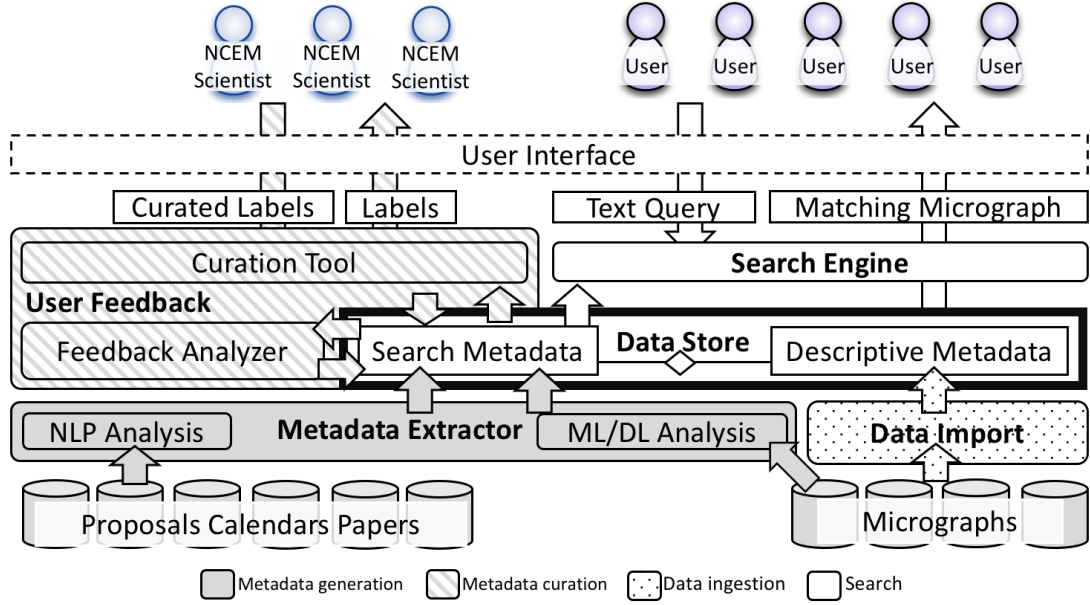 NCEM
Scientist
NCEM
Scientist
NCEM
Scientist
User
User
User
User
User
User Interface
Curated Labels
Labels
Text Query
Matching Micrograph
Curation Tool
Search Engine
User Feedback
Feedback Analyzer
Search Metadata
Data Store
Descriptive Metadata
NLP Analysis
Metadata Extractor
ML/DL Analysis
Data Import
Proposals Calendars Papers
Micrographs
Metadata generation
Metadata curation
Data ingestion
Search